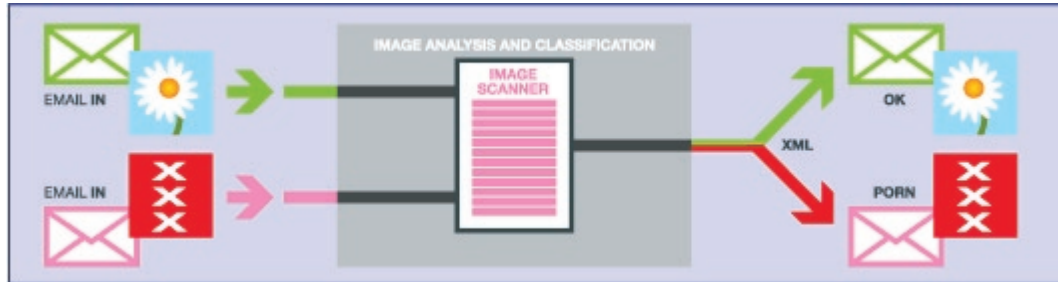 IMAGE ANALYSIS AND CLASSIFICATION
EMAIL IN
IMAGE
SCANNER
OK
XML
EMAIL IN
X
X
X
PORN
X
X
X